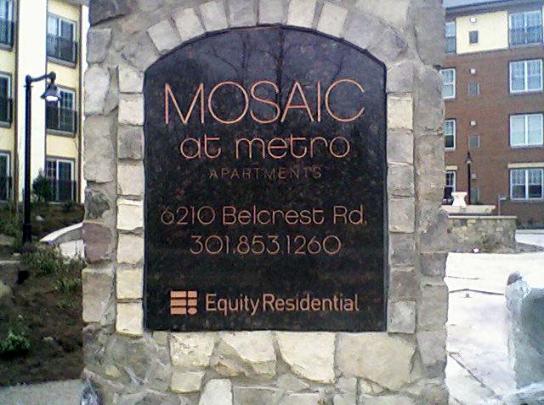 MOSAIC
at metro
APARTMENTS
6210 Belcrest Rd.
301.853.1260
Equity Residential